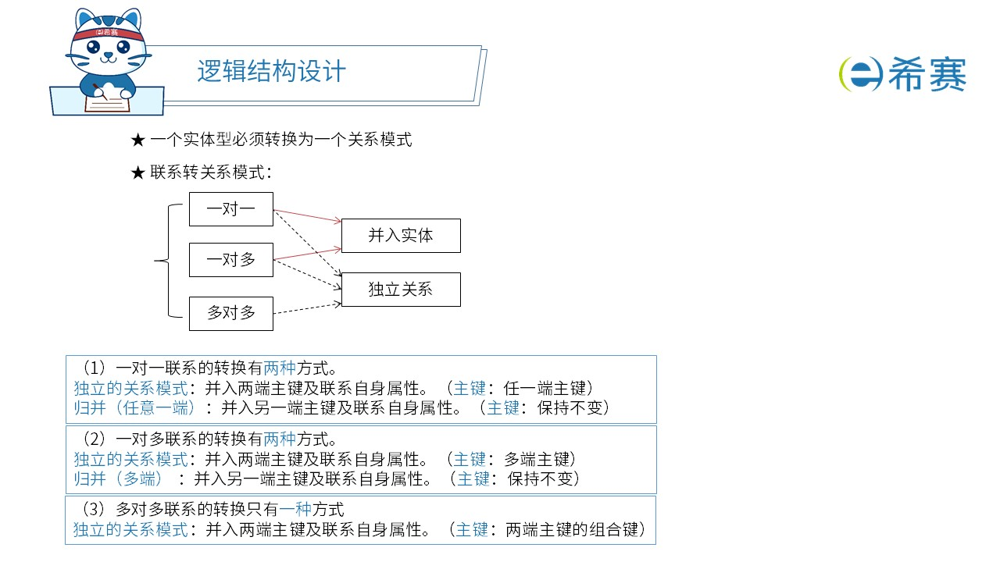 希赛
逻辑结构设计
希赛
★ 一个实体型必须转换为一个关系模式
★ 联系转关系模式：
一对一
并入实体
一对多
独立关系
多对多
（1）一对一联系的转换有两种方式。
独立的关系模式：并入两端主键及联系自身属性。（主键：任一端主键）
归并（任意一端）：并入另一端主键及联系自身属性。（主键：保持不变）
（2）一对多联系的转换有两种方式。
独立的关系模式：并入两端主键及联系自身属性。（主键：多端主键）
归并（多端） ：并入另一端主键及联系自身属性。（主键：保持不变）
（3）多对多联系的转换只有一种方式
独立的关系模式：并入两端主键及联系自身属性。（主键：两端主键的组合键）